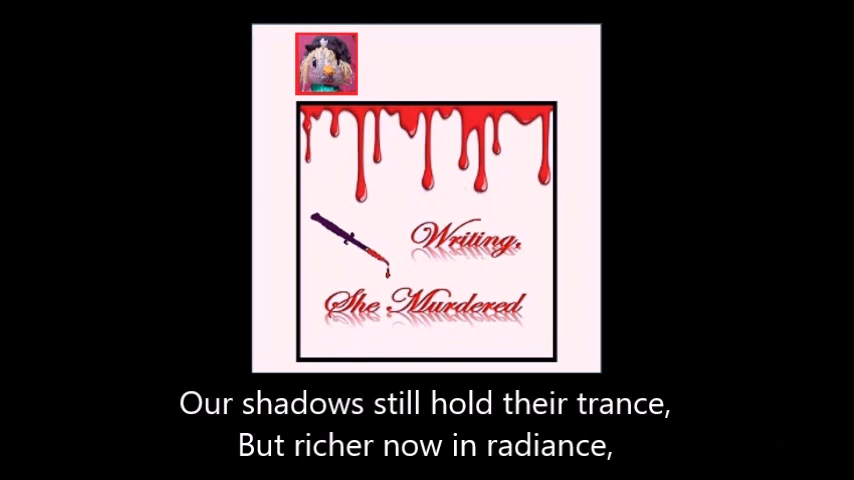 Writing,
She Murdered
Our shadows still hold their trance,
But richer now in radiance,